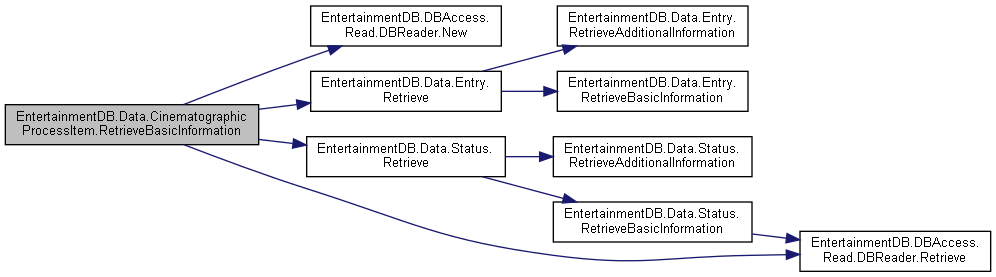 EntertainmentDB.Data.Cinematographic
ProcessItem.RetrieveBasicInformation
EntertainmentDB.DBAccess.
Read.DBReader.New
EntertainmentDB.Data.Entry.
Retrieve
EntertainmentDB.Data.Entry.
RetrieveAdditionalInformation
EntertainmentDB.Data.Entry.
RetrieveBasicInformation
EntertainmentDB.Data.Status.
Retrieve
EntertainmentDB.Data.Status.
RetrieveAdditionalInformation
EntertainmentDB.Data.Status.
RetrieveBasicInformation
EntertainmentDB.DBAccess.
Read.DBReader.Retrieve